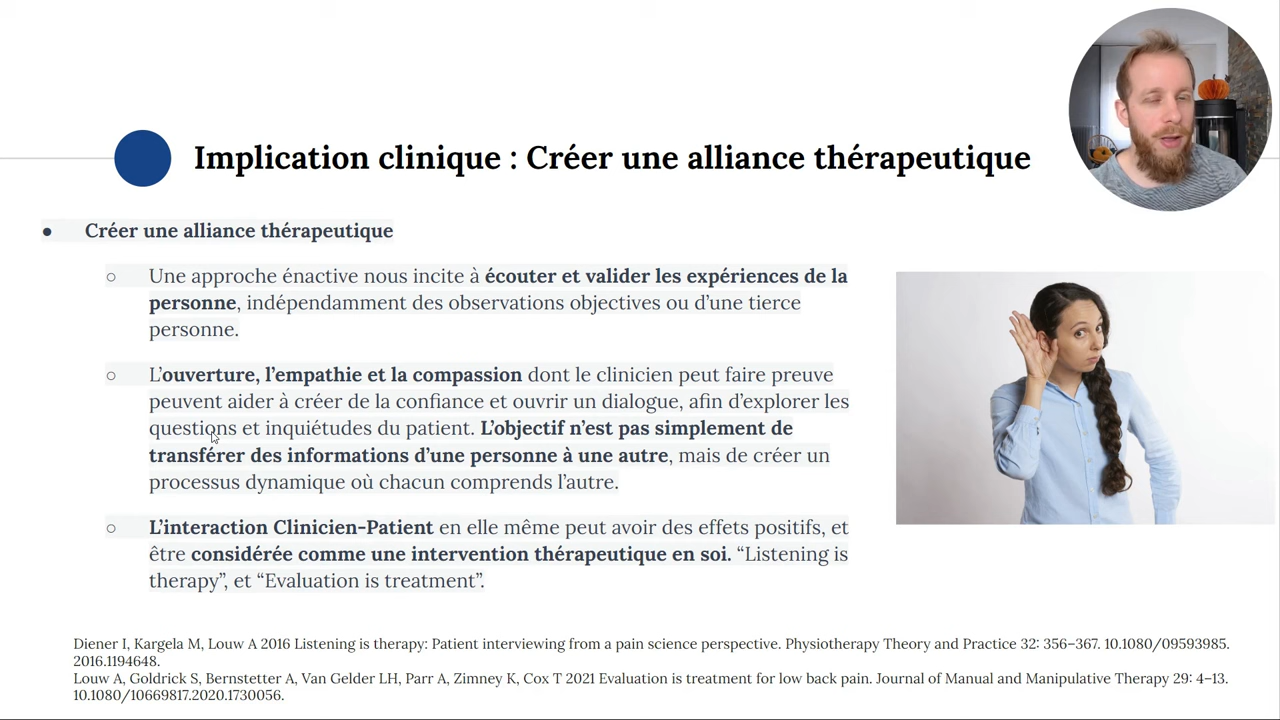 Implication clinique : Créer une alliance thérapeutique
● Créer une alliance thérapeutique
○ Une approche énactive nous incite à écouter et valider les expériences de la
personne, indépendamment des observations objectives ou d’une tierce
personne.
○ L’ouverture, l’empathie et la compassion dont le clinicien peut faire preuve
peuvent aider à créer de la confiance et ouvrir un dialogue, afin d’explorer les
questions et inquiétudes du patient. L’objectif n’est pas simplement de
transférer des informations d’une personne à une autre, mais de créer un
processus dynamique où chacun comprends l’autre.
○ L’interaction Clinicien-Patient en elle même peut avoir des effets positifs, et
être considérée comme une intervention thérapeutique en soi. “Listening is
therapy”, et “Evaluation is treatment”.
Diener I, Kargela M, Louw A 2016 Listening is therapy: Patient interviewing from a pain science perspective. Physiotherapy Theory and Practice 32: 356–367. 10.1080/09593985.
2016.1194648.
Louw A, Goldrick S, Bernstetter A, Van Gelder LH, Parr A, Zimney K, Cox T 2021 Evaluation is treatment for low back pain. Journal of Manual and Manipulative Therapy 29: 4–13.
10.1080/10669817.2020.1730056.